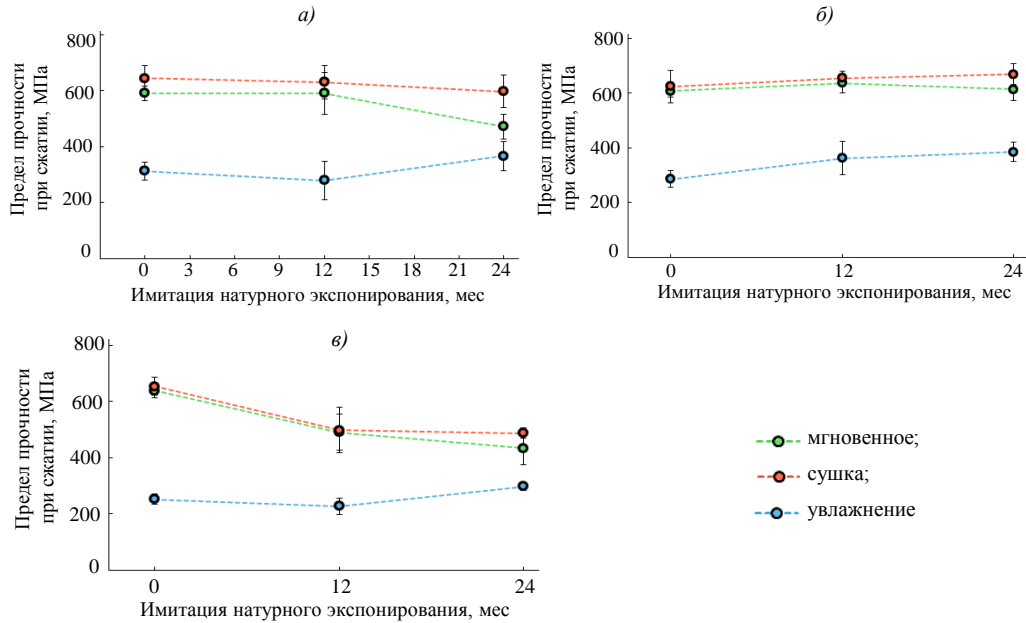 а)
800
600
400
200
0
Предел прочности
при сжатии, МПа
0 3 6 9 12 15 18 21 24
Имитация натурного экспонирования, мес
б)
800
600
400
200
0
Предел прочности
при сжатии, МПа
0 12 24
Имитация натурного экспонирования, мес
в)
800
600
400
200
0
Предел прочности
при сжатии, МПа
0 12 24
Имитация натурного экспонирования, мес
мгновенное;
сушка;
увлажнение